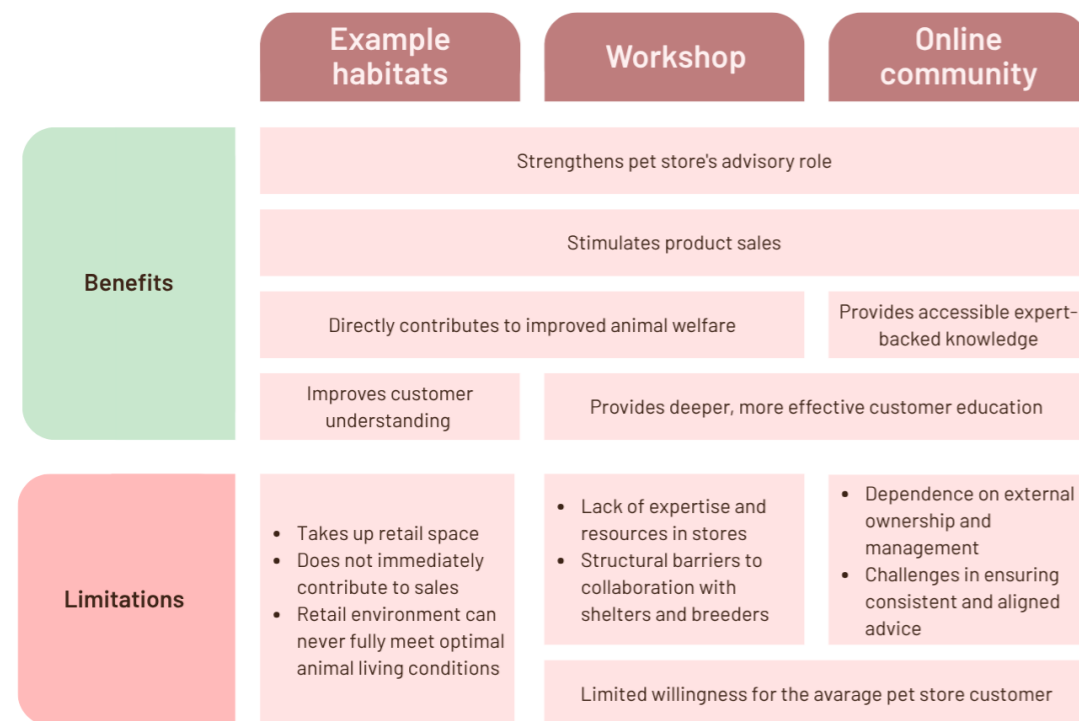 Example
habitats
Workshop
Online
community
Benefits
Strengthens pet store's advisory role
Stimulates product sales
Directly contributes to improved animal welfare
Provides accessible expert-
backed knowledge
Improves customer
understanding
Provides deeper, more effective customer education
Limitations
• Takes up retail space
• Does not immediately
contribute to sales
• Retail environment can
never fully meet optimal
animal living conditions
• Lack of expertise and
resources in stores
• Structural barriers to
collaboration with
shelters and breeders
• Dependence on external
ownership and
management
• Challenges in ensuring
consistent and aligned
advice
Limited willingness for the avarage pet store customer